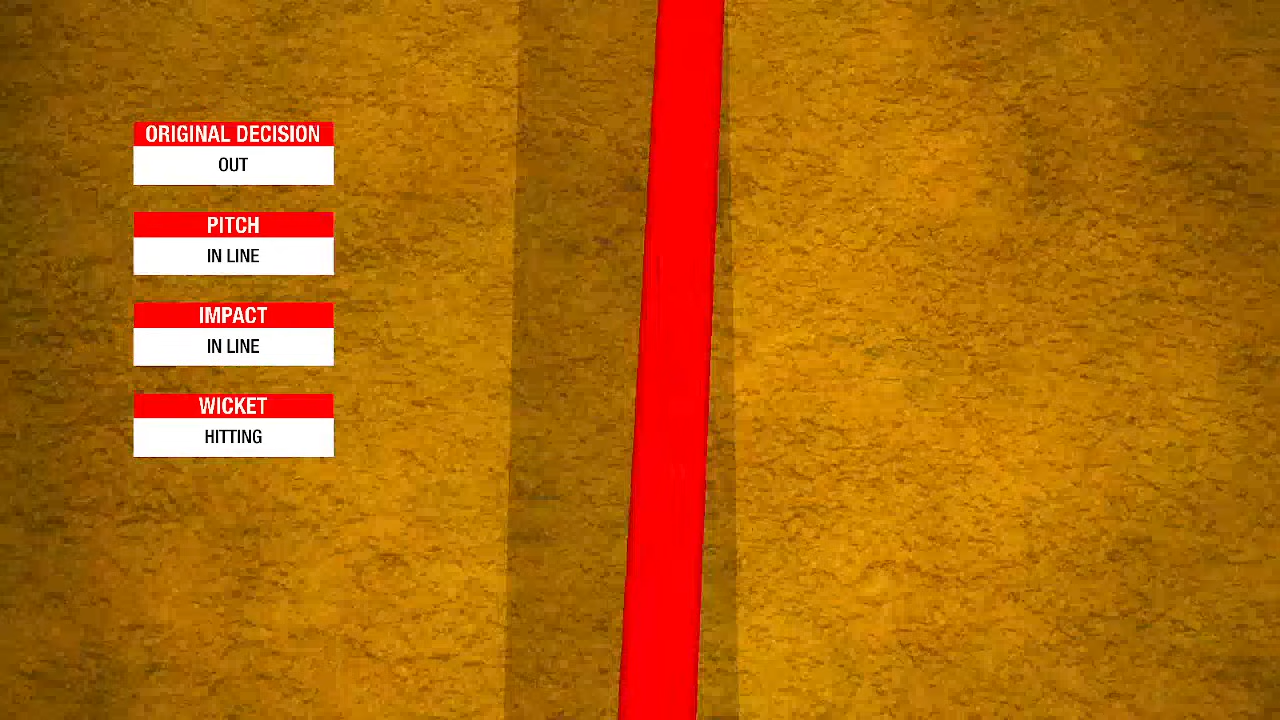 ORIGINAL DECISION
OUT
PITCH
IN LINE
IMPACT
IN LINE
WICKET
HITTING